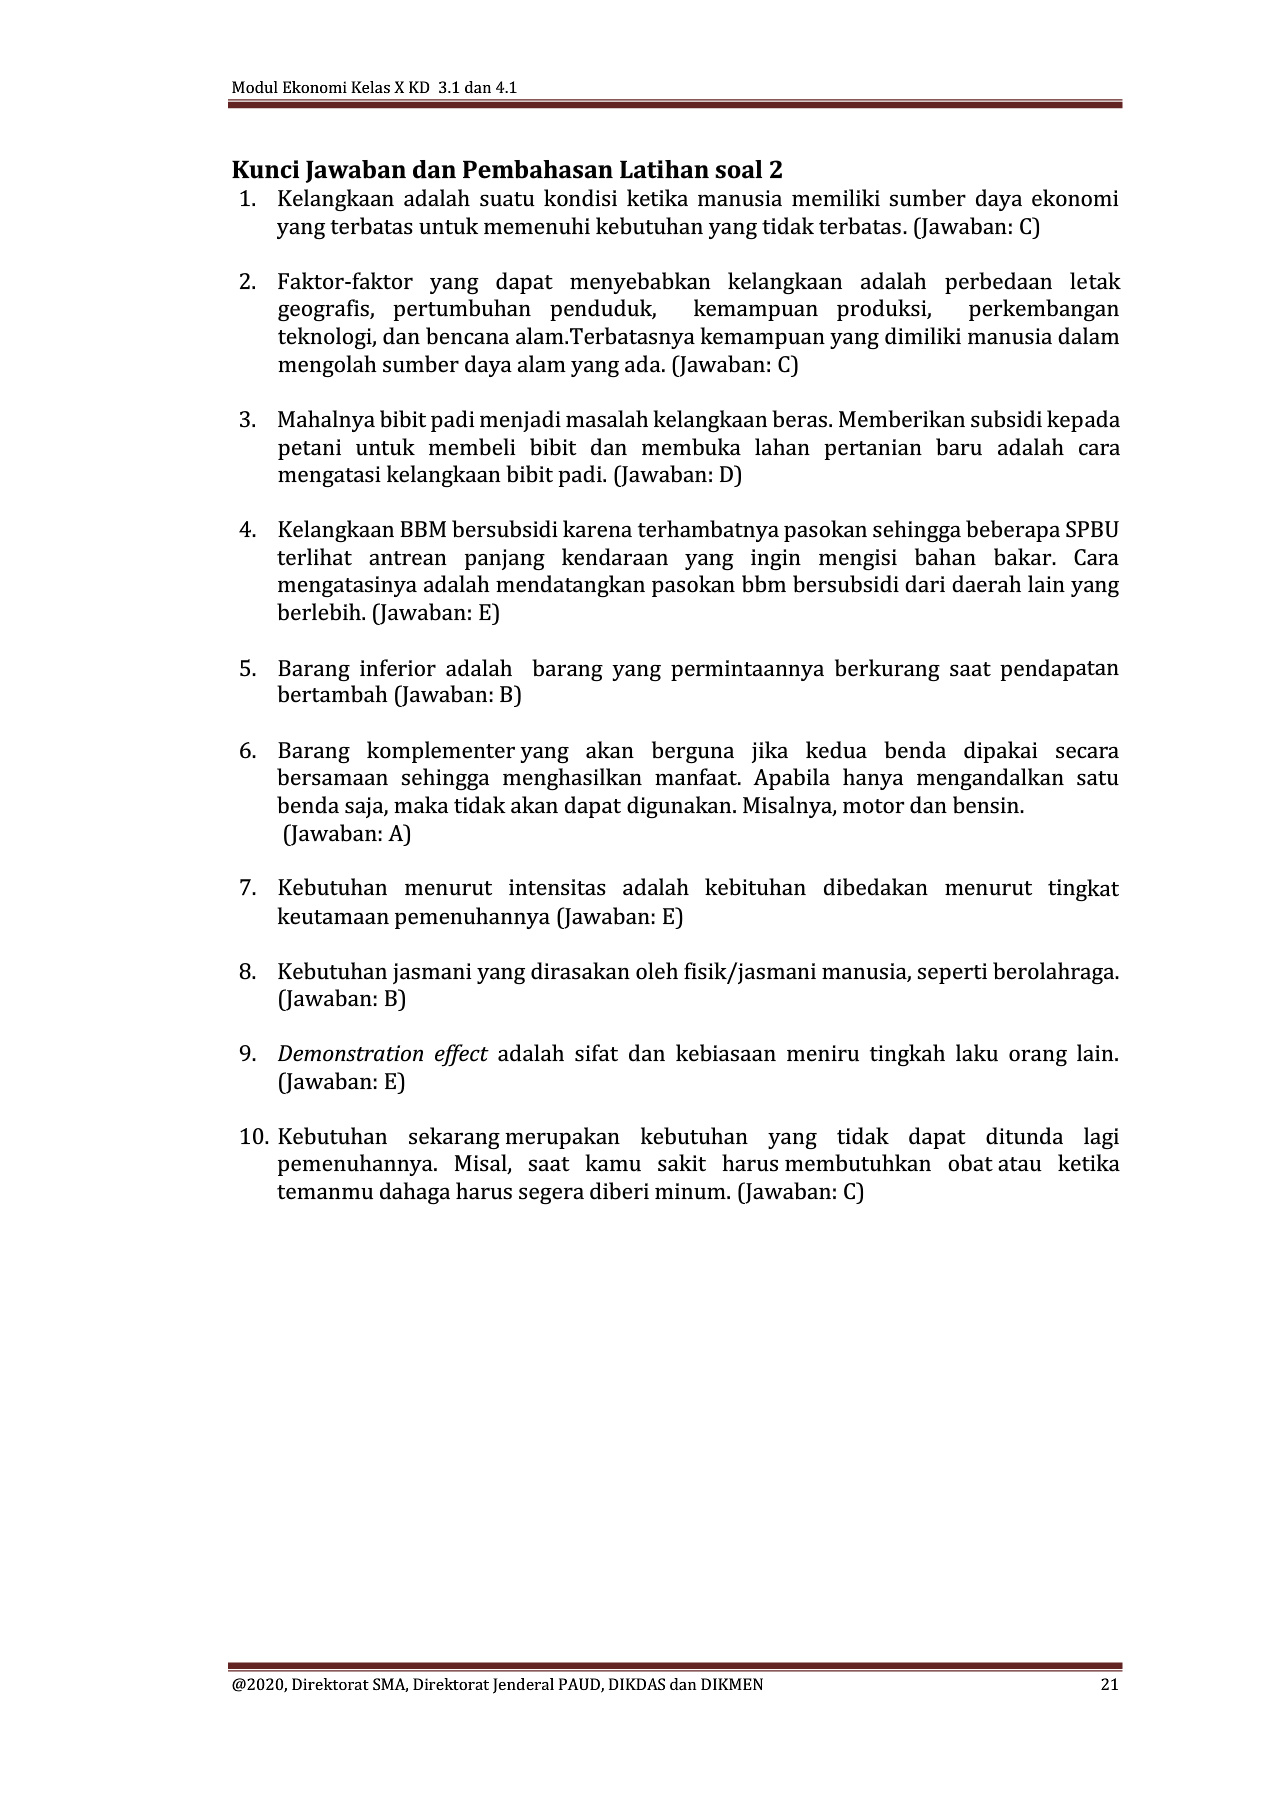 Modul Ekonomi Kelas X KD 3.1 dan 4.1
Kunci Jawaban dan Pembahasan Latihan soal 2
1. Kelangkaan adalah suatu kondisi ketika manusia memiliki sumber daya ekonomi
yang terbatas untuk memenuhi kebutuhan yang tidak terbatas. (Jawaban: C)
2. Faktor-faktor yang dapat menyebabkan kelangkaan adalah perbedaan letak
geografis, pertumbuhan penduduk, kemampuan produksi, perkembangan
teknologi, dan bencana alam.Terbatasnya kemampuan yang dimiliki manusia dalam
mengolah sumber daya alam yang ada. (Jawaban: C)
3. Mahalnya bibit padi menjadi masalah kelangkaan beras. Memberikan subsidi kepada
petani untuk membeli bibit dan membuka lahan pertanian baru adalah cara
mengatasi kelangkaan bibit padi. (Jawaban: D)
4. Kelangkaan BBM bersubsidi karena terhambatnya pasokan sehingga beberapa SPBU
terlihat antrean panjang kendaraan yang ingin mengisi bahan bakar. Cara
mengatasinya adalah mendatangkan pasokan bbm bersubsidi dari daerah lain yang
berlebih. (Jawaban: E)
5. Barang inferior adalah barang yang permintaannya berkurang saat pendapatan
bertambah (Jawaban: B)
6. Barang komplementer yang akan berguna jika kedua benda dipakai secara
bersamaan sehingga menghasilkan manfaat. Apabila hanya mengandalkan satu
benda saja, maka tidak akan dapat digunakan. Misalnya, motor dan bensin.
(Jawaban: A)
7. Kebutuhan menurut intensitas adalah kebituhan dibedakan menurut tingkat
keutamaan pemenuhannya (Jawaban: E)
8. Kebutuhan jasmani yang dirasakan oleh fisik/jasmani manusia, seperti berolahraga.
(Jawaban: B)
9. Demonstration effect adalah sifat dan kebiasaan meniru tingkah laku orang lain.
(Jawaban: E)
10. Kebutuhan sekarang merupakan kebutuhan yang tidak dapat ditunda lagi
pemenuhannya. Misal, saat kamu sakit harus membutuhkan obat atau ketika
temanmu dahaga harus segera diberi minum. (Jawaban: C)
@2020, Direktorat SMA, Direktorat Jenderal PAUD, DIKDAS dan DIKMEN 21